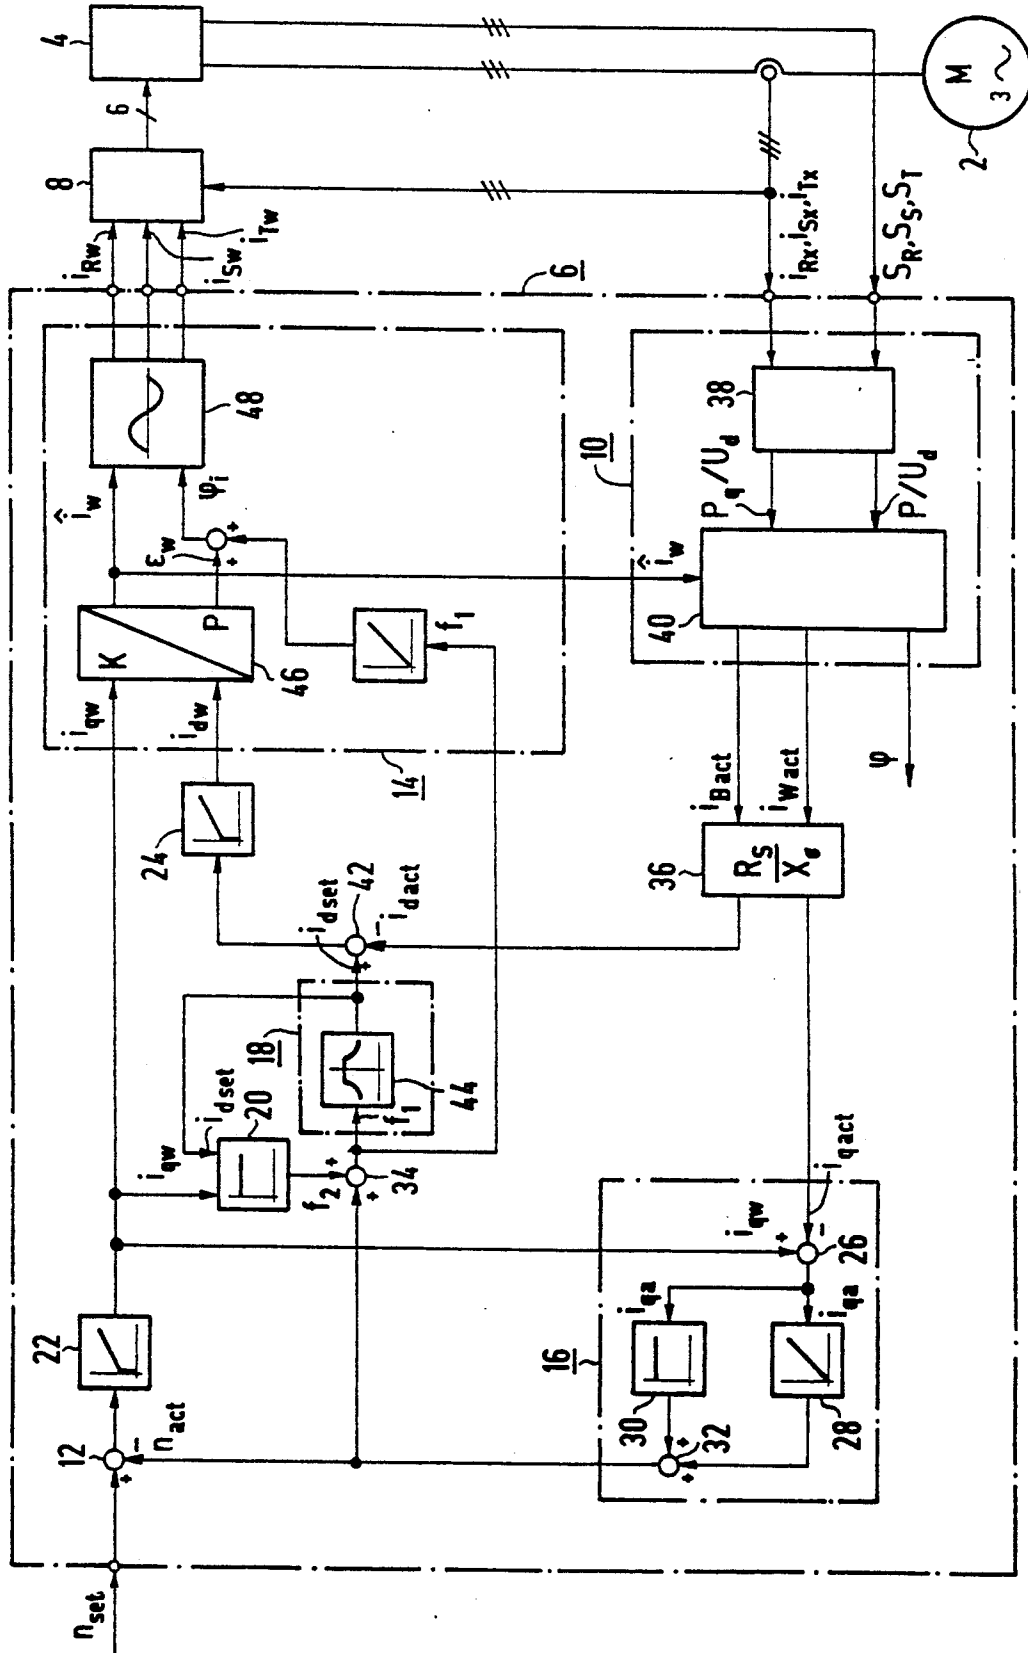 n_set
12
+
-
n_act
22
i_qw
i_dset
20
f_2
+
+
34
f_1
18
44
i_dset
+
42
- i_dact
24
i_qw
i_dw
K
P
46
f_1
14
ε_w
+
+
î_w
φ_i
48
i_Rw
i_Sw
i_Tw
8
6
4
6
i_Rx, i_Sx, i_Tx
S_R, S_S, S_T
M
3 ~
2
10
38
P_q/U_d
P/U_d
î_w
40
i_Bact
i_Wact
φ
36
R_S
X_σ
i_qact
i_qw
+
-
26
i_qa
i_qa
16
30
28
+
+
32